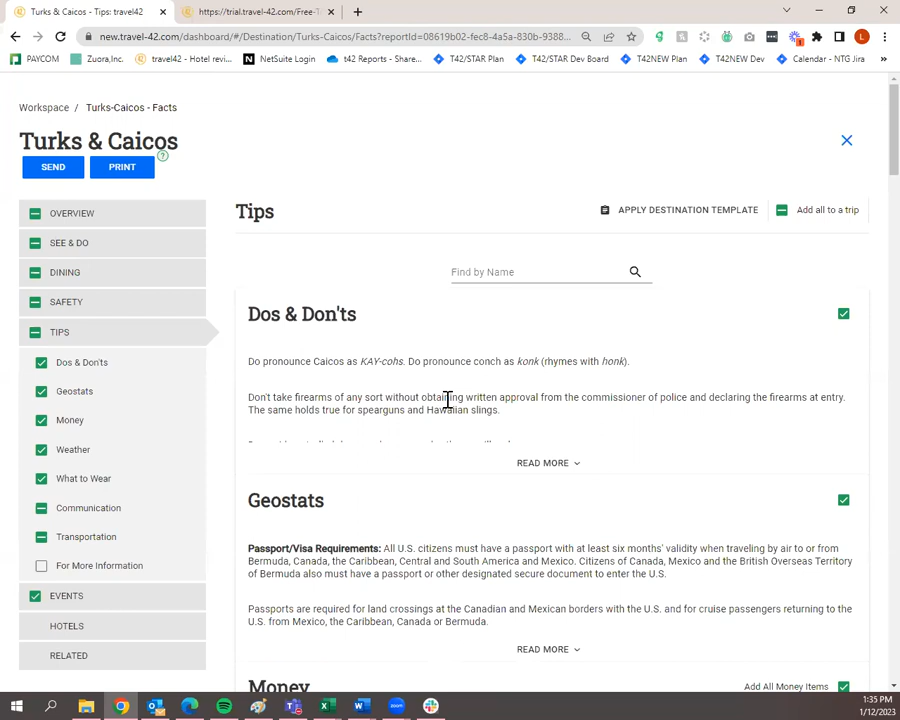 Turks & Caicos - Tips: travel42
https://trial.travel-42.com/Free-T
new.travel-42.com/dashboard/#/Destination/Turks-Caicos/Facts?reportId=08619b02-fec8-4a5a-830b-9388...
PAYCOM
Zuora,Inc.
travel42 - Hotel revi...
NetSuite Login
t42 Reports - Share...
T42/STAR Plan
T42/STAR Dev Board
T42NEW Plan
T42NEW Dev
Calendar - NTG Jira
»
Workspace / Turks-Caicos - Facts
Turks & Caicos
SEND
PRINT
?
OVERVIEW
SEE & DO
DINING
SAFETY
TIPS
Dos & Don'ts
Geostats
Money
Weather
What to Wear
Communication
Transportation
For More Information
EVENTS
HOTELS
RELATED
Tips
APPLY DESTINATION TEMPLATE
Add all to a trip
Find by Name
Dos & Don'ts
Do pronounce Caicos as KAY-cohs. Do pronounce conch as konk (rhymes with honk).
Don't take firearms of any sort without obtaining written approval from the commissioner of police and declaring the firearms at entry.
The same holds true for spearguns and Hawaiian slings.
READ MORE
Geostats
Passport/Visa Requirements: All U.S. citizens must have a passport with at least six months' validity when traveling by air to or from
Bermuda, Canada, the Caribbean, Central and South America and Mexico. Citizens of Canada, Mexico and the British Overseas Territory
of Bermuda also must have a passport or other designated secure document to enter the U.S.
Passports are required for land crossings at the Canadian and Mexican borders with the U.S. and for cruise passengers returning to the
U.S. from Mexico, the Caribbean, Canada or Bermuda.
READ MORE
Money
Add All Money Items
1:35 PM
1/12/2023